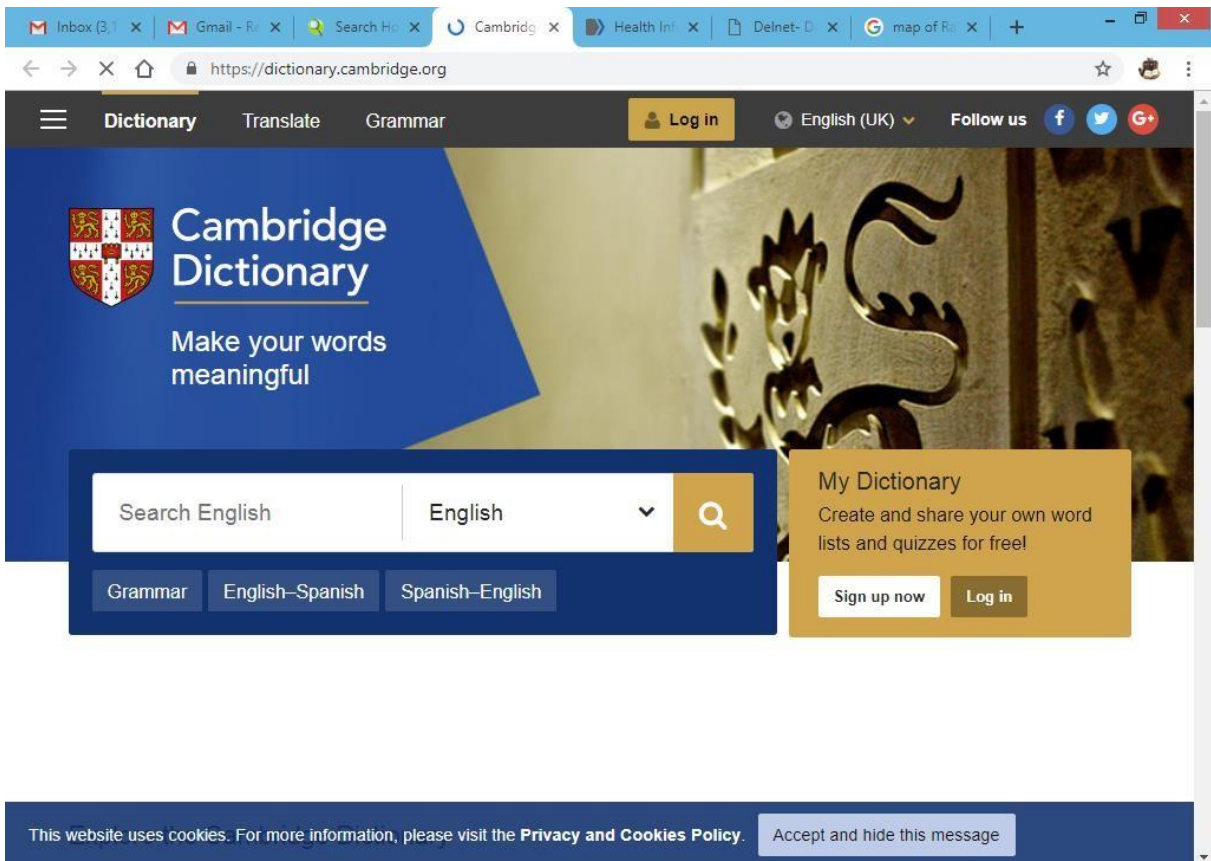 Inbox (3,1 Gmail - Re Search Ho Cambridg Health Inf Delnet- D map of Ra
https://dictionary.cambridge.org
Dictionary Translate Grammar Log in English (UK) Follow us f G+
Cambridge
Dictionary
Make your words
meaningful
Search English English
Grammar English–Spanish Spanish–English
My Dictionary
Create and share your own word
lists and quizzes for free!
Sign up now Log in
This website uses cookies. For more information, please visit the Privacy and Cookies Policy. Accept and hide this message